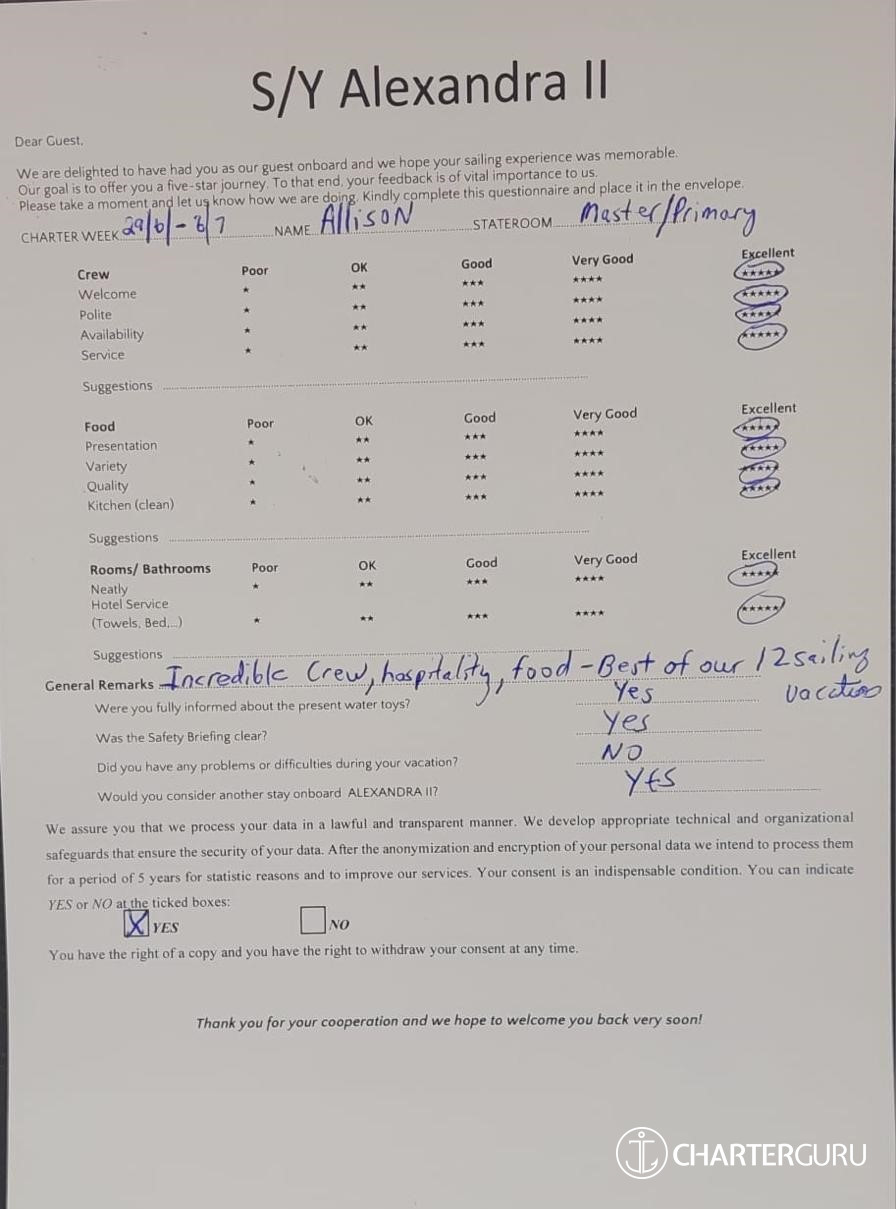 S/Y Alexandra II
Dear Guest,
We are delighted to have had you as our guest onboard and we hope your sailing experience was memorable.
Our goal is to offer you a five-star journey. To that end, your feedback is of vital importance to us.
Please take a moment and let us know how we are doing. Kindly complete this questionnaire and place it in the envelope.
CHARTER WEEK 29/6/- 6/7 NAME Allison STATEROOM Master/Primary
Crew Poor OK Good Very Good Excellent
Welcome * ** *** **** *****
Polite * ** *** **** *****
Availability * ** *** **** *****
Service * ** *** **** *****
Suggestions
Food Poor OK Good Very Good Excellent
Presentation * ** *** **** *****
Variety * ** *** **** *****
Quality * ** *** **** *****
Kitchen (clean) * ** *** **** *****
Suggestions
Rooms/ Bathrooms Poor OK Good Very Good Excellent
Neatly * ** *** **** *****
Hotel Service
(Towels, Bed,...) * ** *** **** *****
Suggestions
General Remarks Incredible Crew, hospitality, food - Best of our 12 sailing
Were you fully informed about the present water toys? Yes
Was the Safety Briefing clear? Yes
Did you have any problems or difficulties during your vacation? NO
Would you consider another stay onboard ALEXANDRA II? YES
We assure you that we process your data in a lawful and transparent manner. We develop appropriate technical and organizational
safeguards that ensure the security of your data. After the anonymization and encryption of your personal data we intend to process them
for a period of 5 years for statistic reasons and to improve our services. Your consent is an indispensable condition. You can indicate
YES or NO at the ticked boxes:
X YES NO
You have the right of a copy and you have the right to withdraw your consent at any time.
Thank you for your cooperation and we hope to welcome you back very soon!
CHARTERGURU